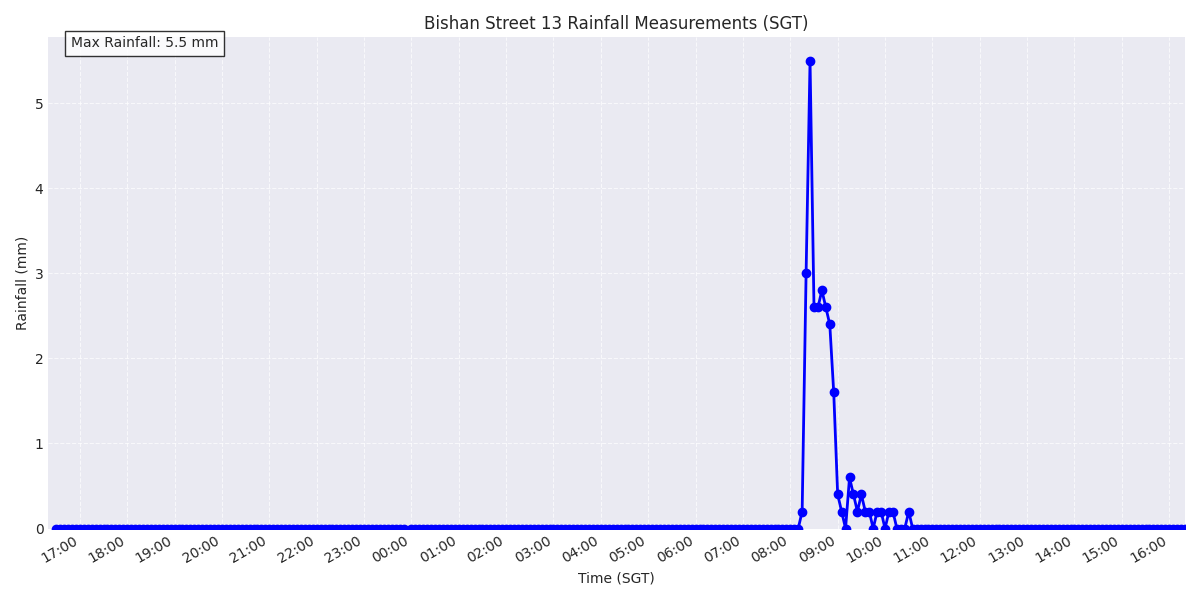 Bishan Street 13 Rainfall Measurements (SGT)
Max Rainfall: 5.5 mm
Rainfall (mm)
5
4
3
2
1
0
17:00 18:00 19:00 20:00 21:00 22:00 23:00 00:00 01:00 02:00 03:00 04:00 05:00 06:00 07:00 08:00 09:00 10:00 11:00 12:00 13:00 14:00 15:00 16:00
Time (SGT)